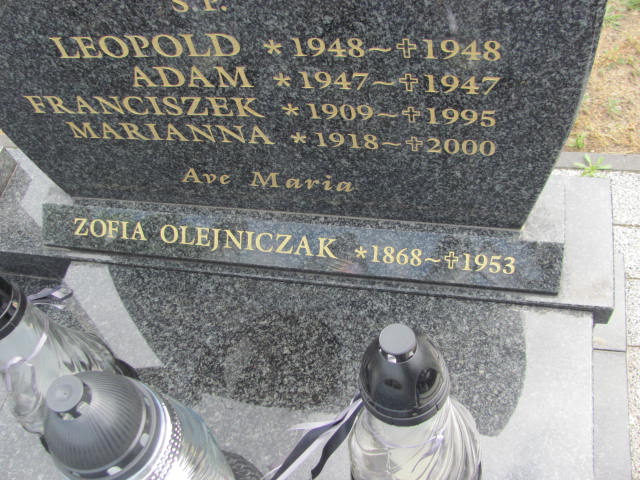 Ś P.
LEOPOLD *1948~✝1948
ADAM *1947~✝1947
FRANCISZEK *1909~✝1995
MARIANNA *1918~✝2000
Ave Maria
ZOFIA OLEJNICZAK *1868~✝1953